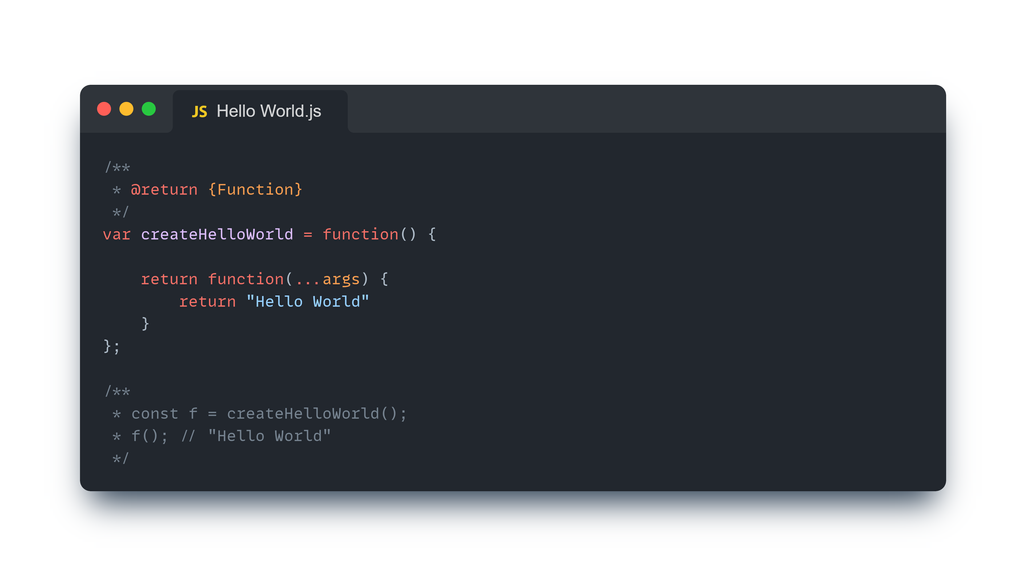 JS Hello World.js
/**
 * @return {Function}
 */
var createHelloWorld = function() {
    return function(...args) {
        return "Hello World"
    }
};
/**
 * const f = createHelloWorld();
 * f(); // "Hello World"
 */